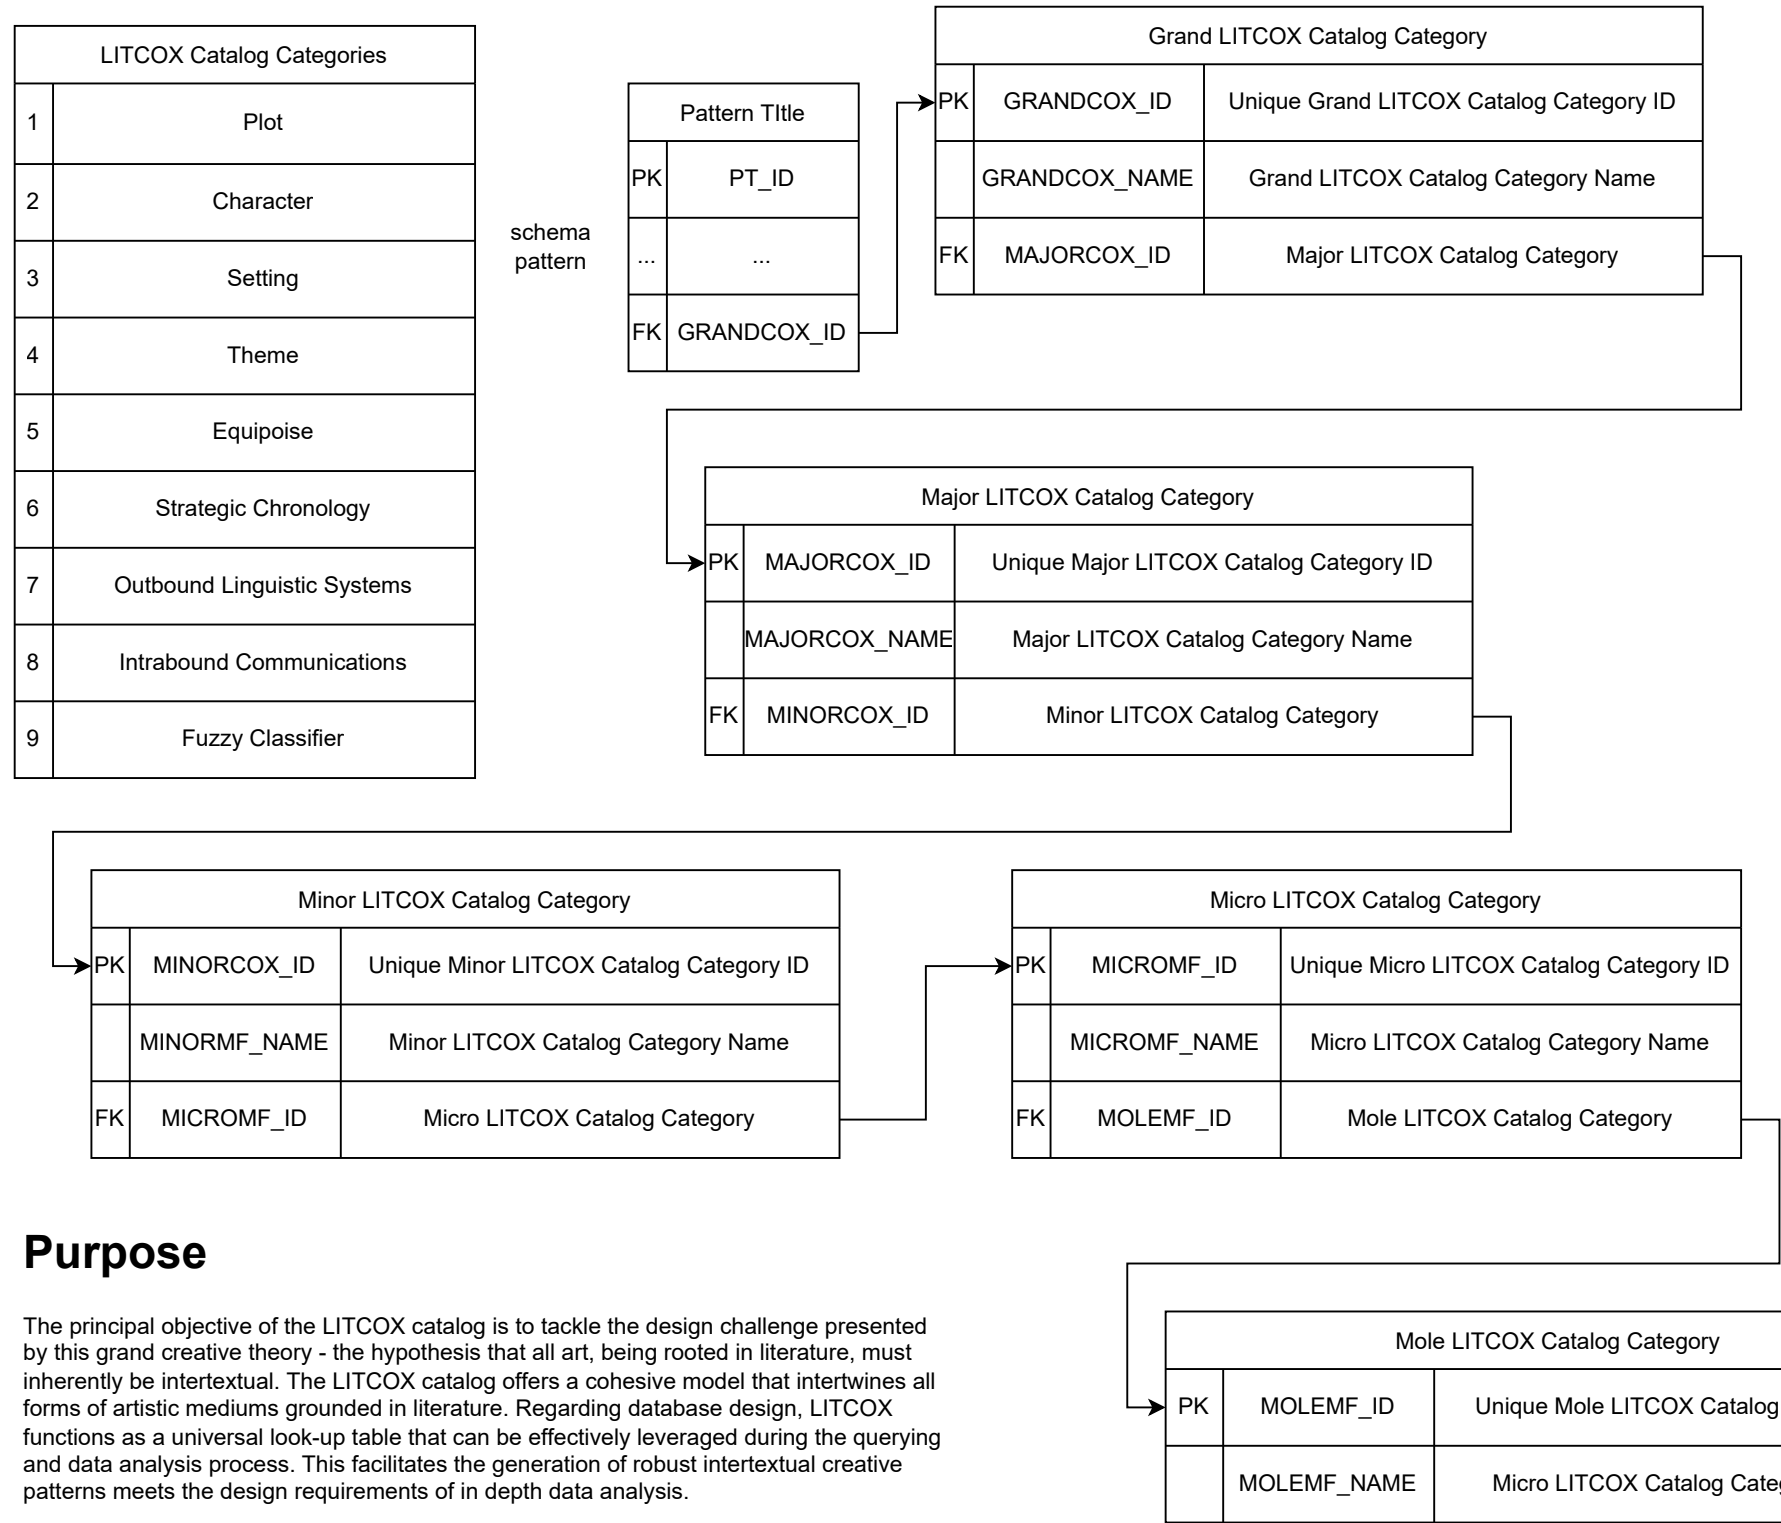 LITCOX Catalog Categories
1 Plot
2 Character
3 Setting
4 Theme
5 Equipoise
6 Strategic Chronology
7 Outbound Linguistic Systems
8 Intrabound Communications
9 Fuzzy Classifier
schema
pattern
Pattern TItle
PK PT_ID
... ...
FK GRANDCOX_ID
Grand LITCOX Catalog Category
PK GRANDCOX_ID Unique Grand LITCOX Catalog Category ID
GRANDCOX_NAME Grand LITCOX Catalog Category Name
FK MAJORCOX_ID Major LITCOX Catalog Category
Major LITCOX Catalog Category
PK MAJORCOX_ID Unique Major LITCOX Catalog Category ID
MAJORCOX_NAME Major LITCOX Catalog Category Name
FK MINORCOX_ID Minor LITCOX Catalog Category
Minor LITCOX Catalog Category
PK MINORCOX_ID Unique Minor LITCOX Catalog Category ID
MINORMF_NAME Minor LITCOX Catalog Category Name
FK MICROMF_ID Micro LITCOX Catalog Category
Micro LITCOX Catalog Category
PK MICROMF_ID Unique Micro LITCOX Catalog Category ID
MICROMF_NAME Micro LITCOX Catalog Category Name
FK MOLEMF_ID Mole LITCOX Catalog Category
Purpose
The principal objective of the LITCOX catalog is to tackle the design challenge presented
by this grand creative theory - the hypothesis that all art, being rooted in literature, must
inherently be intertextual. The LITCOX catalog offers a cohesive model that intertwines all
forms of artistic mediums grounded in literature. Regarding database design, LITCOX
functions as a universal look-up table that can be effectively leveraged during the querying
and data analysis process. This facilitates the generation of robust intertextual creative
patterns meets the design requirements of in depth data analysis.
Mole LITCOX Catalog Category
PK MOLEMF_ID Unique Mole LITCOX Catalog
MOLEMF_NAME Micro LITCOX Catalog